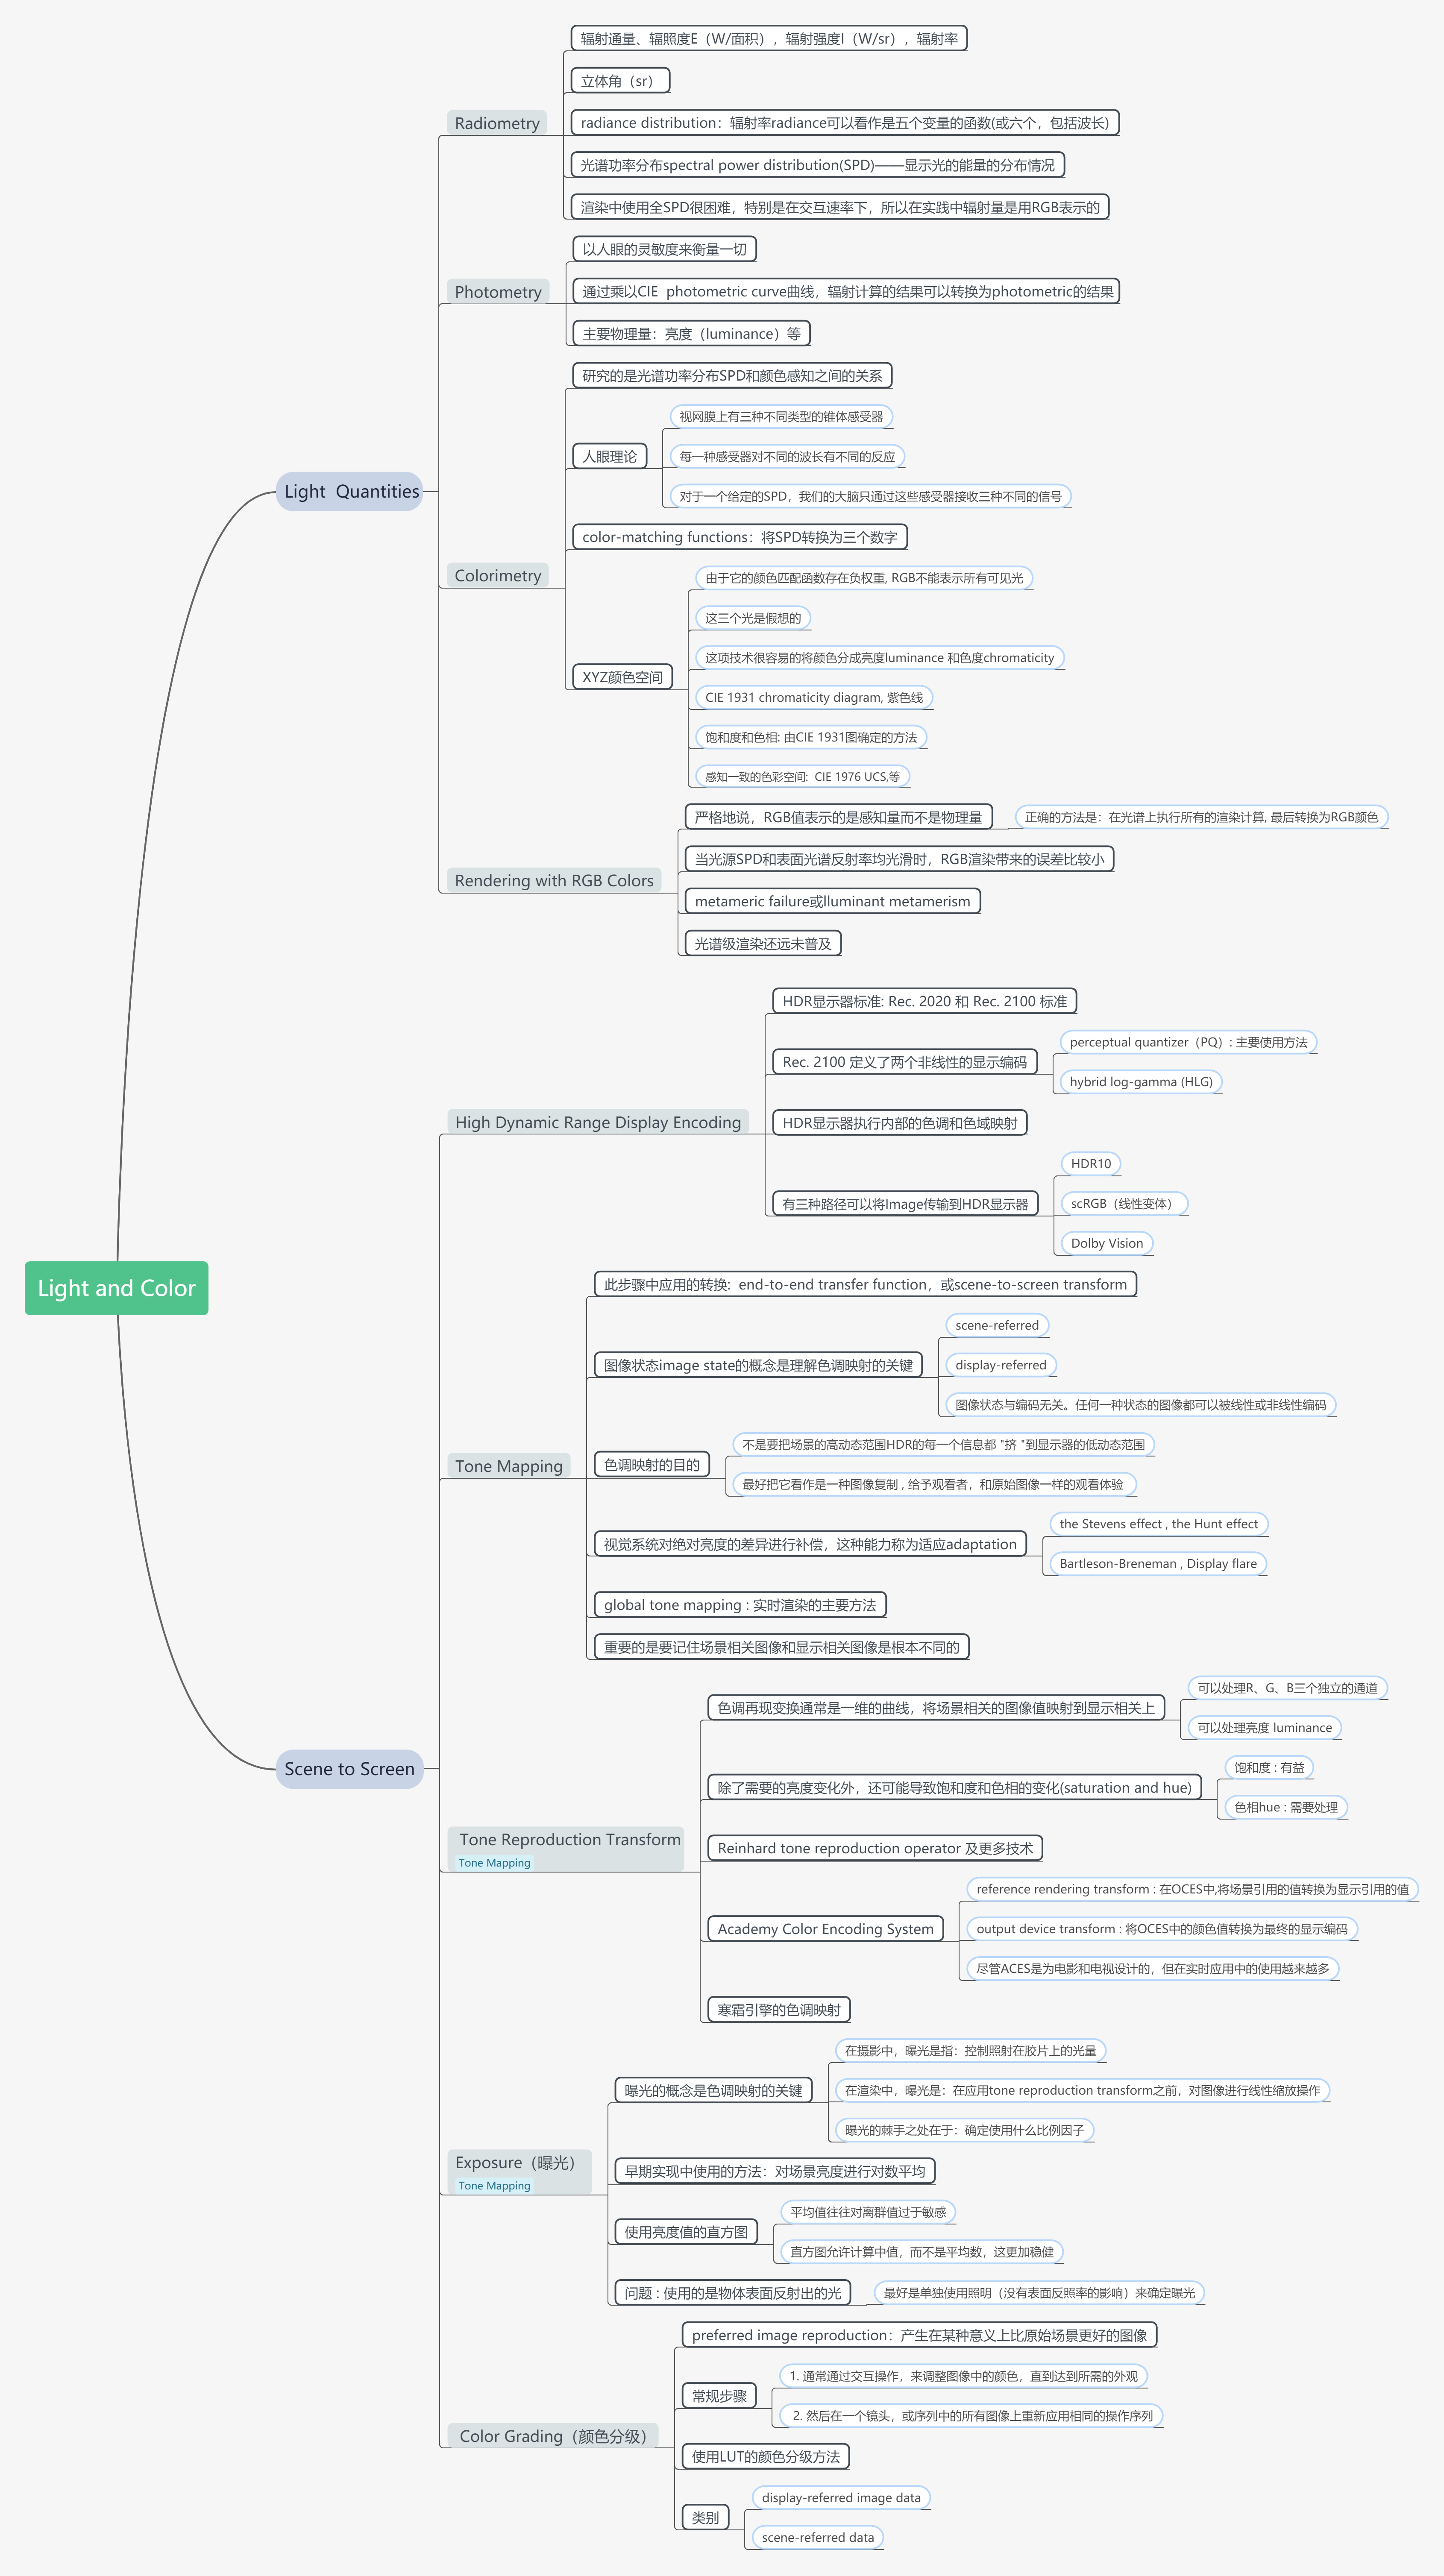 Light and Color
Light  Quantities
Radiometry
辐射通量、辐照度E（W/面积），辐射强度I（W/sr），辐射率
立体角（sr）
radiance distribution：辐射率radiance可以看作是五个变量的函数(或六个，包括波长)
光谱功率分布spectral power distribution(SPD)——显示光的能量的分布情况
渲染中使用全SPD很困难，特别是在交互速率下，所以在实践中辐射量是用RGB表示的
Photometry
以人眼的灵敏度来衡量一切
通过乘以CIE  photometric curve曲线，辐射计算的结果可以转换为photometric的结果
主要物理量：亮度（luminance）等
Colorimetry
研究的是光谱功率分布SPD和颜色感知之间的关系
人眼理论
视网膜上有三种不同类型的锥体感受器
每一种感受器对不同的波长有不同的反应
对于一个给定的SPD，我们的大脑只通过这些感受器接收三种不同的信号
color-matching functions：将SPD转换为三个数字
XYZ颜色空间
由于它的颜色匹配函数存在负权重, RGB不能表示所有可见光
这三个光是假想的
这项技术很容易的将颜色分成亮度luminance 和色度chromaticity
CIE 1931 chromaticity diagram, 紫色线
饱和度和色相: 由CIE 1931图确定的方法
感知一致的色彩空间:  CIE 1976 UCS,等
Rendering with RGB Colors
严格地说，RGB值表示的是感知量而不是物理量
正确的方法是：在光谱上执行所有的渲染计算, 最后转换为RGB颜色
当光源SPD和表面光谱反射率均光滑时，RGB渲染带来的误差比较小
metameric failure或lluminant metamerism
光谱级渲染还远未普及
Scene to Screen
High Dynamic Range Display Encoding
HDR显示器标准: Rec. 2020 和 Rec. 2100 标准
Rec. 2100 定义了两个非线性的显示编码
perceptual quantizer（PQ）: 主要使用方法
hybrid log-gamma (HLG)
HDR显示器执行内部的色调和色域映射
有三种路径可以将Image传输到HDR显示器
HDR10
scRGB（线性变体）
Dolby Vision
Tone Mapping
此步骤中应用的转换:  end-to-end transfer function，或scene-to-screen transform
图像状态image state的概念是理解色调映射的关键
scene-referred
display-referred
图像状态与编码无关。任何一种状态的图像都可以被线性或非线性编码
色调映射的目的
不是要把场景的高动态范围HDR的每一个信息都 "挤 "到显示器的低动态范围
最好把它看作是一种图像复制 , 给予观看者，和原始图像一样的观看体验
视觉系统对绝对亮度的差异进行补偿，这种能力称为适应adaptation
the Stevens effect , the Hunt effect
Bartleson-Breneman , Display flare
global tone mapping : 实时渲染的主要方法
重要的是要记住场景相关图像和显示相关图像是根本不同的
Tone Reproduction Transform
Tone Mapping
色调再现变换通常是一维的曲线，将场景相关的图像值映射到显示相关上
可以处理R、G、B三个独立的通道
可以处理亮度 luminance
除了需要的亮度变化外，还可能导致饱和度和色相的变化(saturation and hue)
饱和度 : 有益
色相hue : 需要处理
Reinhard tone reproduction operator 及更多技术
Academy Color Encoding System
reference rendering transform : 在OCES中,将场景引用的值转换为显示引用的值
output device transform : 将OCES中的颜色值转换为最终的显示编码
尽管ACES是为电影和电视设计的，但在实时应用中的使用越来越多
寒霜引擎的色调映射
Exposure（曝光）
Tone Mapping
曝光的概念是色调映射的关键
在摄影中，曝光是指：控制照射在胶片上的光量
在渲染中，曝光是：在应用tone reproduction transform之前，对图像进行线性缩放操作
曝光的棘手之处在于：确定使用什么比例因子
早期实现中使用的方法：对场景亮度进行对数平均
使用亮度值的直方图
平均值往往对离群值过于敏感
直方图允许计算中值，而不是平均数，这更加稳健
问题 : 使用的是物体表面反射出的光
最好是单独使用照明（没有表面反照率的影响）来确定曝光
Color Grading（颜色分级）
preferred image reproduction：产生在某种意义上比原始场景更好的图像
常规步骤
1. 通常通过交互操作，来调整图像中的颜色，直到达到所需的外观
2. 然后在一个镜头，或序列中的所有图像上重新应用相同的操作序列
使用LUT的颜色分级方法
类别
display-referred image data
scene-referred data